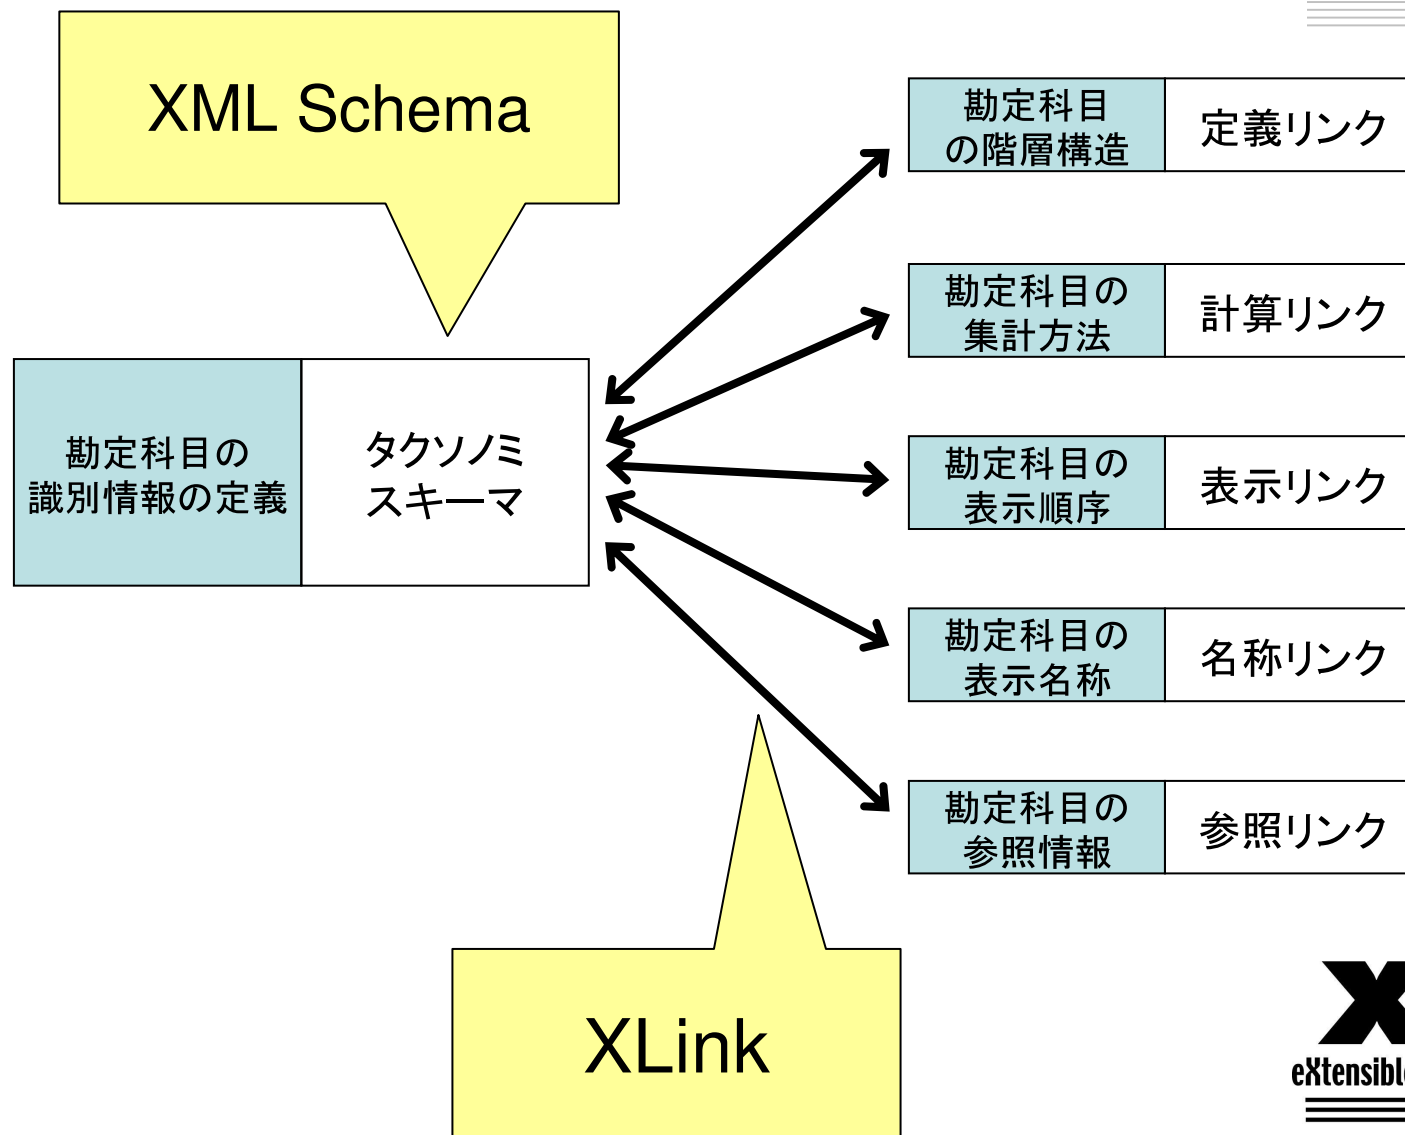 XML Schema
勘定科目の
識別情報の定義
タクソノミ
スキーマ
勘定科目
の階層構造
定義リンク
勘定科目の
集計方法
計算リンク
勘定科目の
表示順序
表示リンク
勘定科目の
表示名称
名称リンク
勘定科目の
参照情報
参照リンク
XLink
X